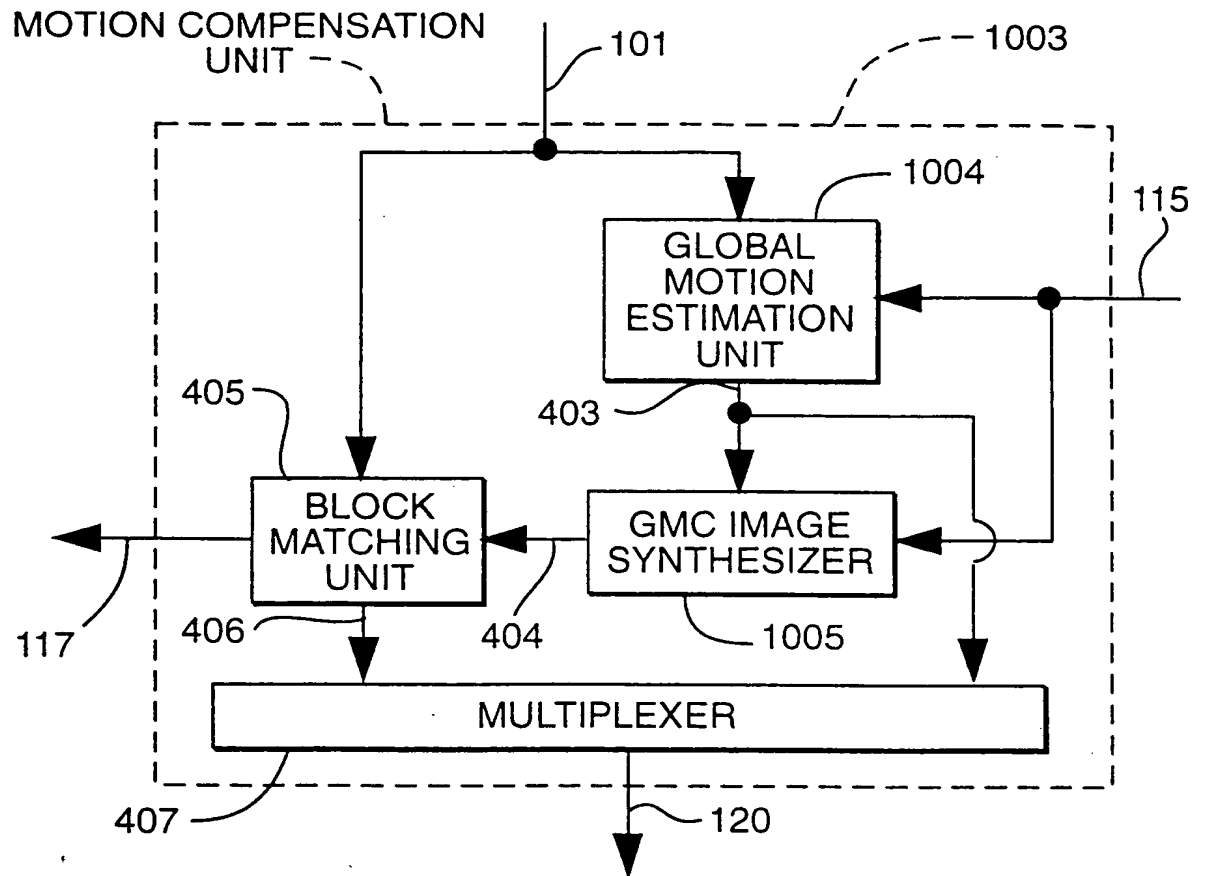 MOTION COMPENSATION
UNIT
101
1003
1004
115
GLOBAL
MOTION
ESTIMATION
UNIT
405
403
BLOCK
MATCHING
UNIT
GMC IMAGE
SYNTHESIZER
117
406
404
1005
MULTIPLEXER
407
120